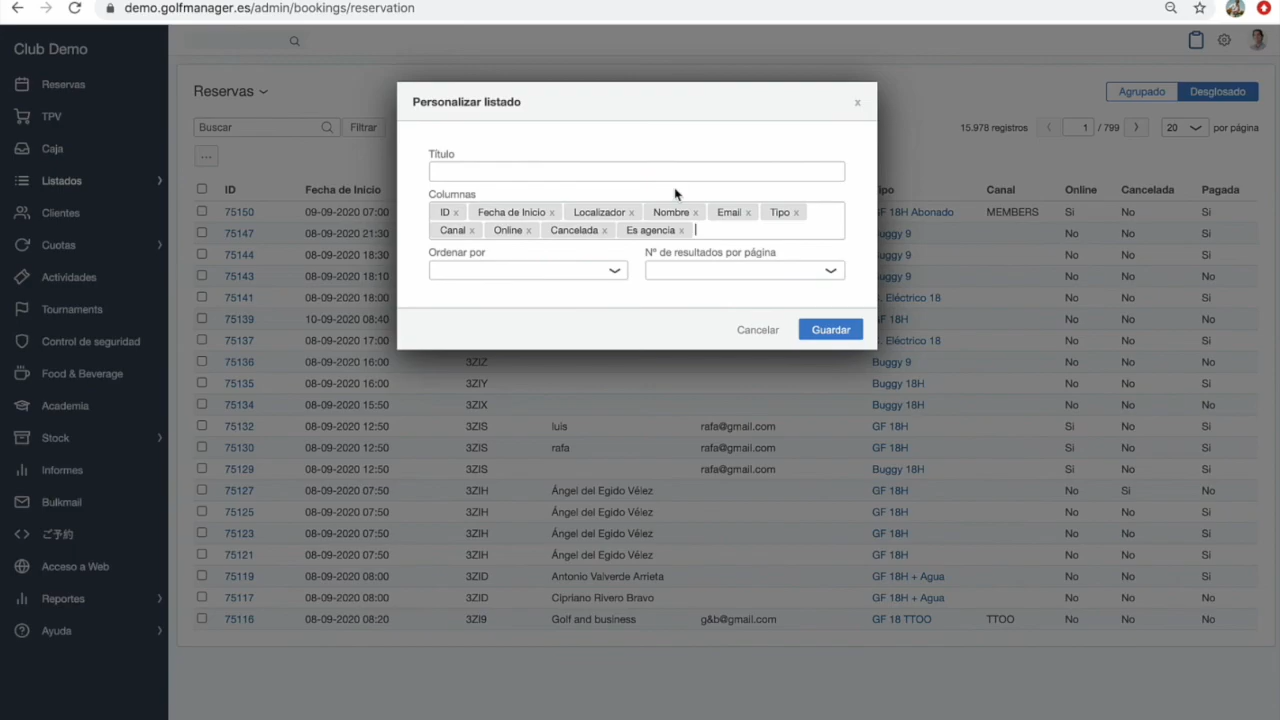 demo.golfmanager.es/admin/bookings/reservation
Club Demo
Reservas
TPV
Caja
Listados
Clientes
Cuotas
Actividades
Tournaments
Control de seguridad
Food & Beverage
Academia
Stock
Informes
Bulkmail
ご予約
Acceso a Web
Reportes
Ayuda
Reservas
Agrupado Desglosado
Buscar Filtrar 15.978 registros 1 / 799 20 por página
...
Personalizar listado x
Título
Columnas
ID x Fecha de Inicio x Localizador x Nombre x Email x Tipo x
Canal x Online x Cancelada x Es agencia x
Ordenar por Nº de resultados por página
Cancelar Guardar
ID Fecha de Inicio ipo Canal Online Cancelada Pagada
75150 09-09-2020 07:00 GF 18H Abonado MEMBERS Si No Si
75147 08-09-2020 21:30 uggy 9 No No No
75144 08-09-2020 18:30 uggy 9 No No Si
75143 08-09-2020 18:10 uggy 9 No No Si
75141 08-09-2020 18:00 . Eléctrico 18 No No Si
75139 10-09-2020 08:40 GF 18H No No No
75137 08-09-2020 17:00 . Eléctrico 18 No No Si
75136 08-09-2020 16:00 3ZIZ Buggy 9 No No No
75135 08-09-2020 16:00 3ZIY Buggy 18H No No Si
75134 08-09-2020 15:50 3ZIX Buggy 18H No No No
75132 08-09-2020 12:50 3ZIS luis rafa@gmail.com GF 18H Si No Si
75130 08-09-2020 12:50 3ZIS rafa rafa@gmail.com GF 18H Si No Si
75129 08-09-2020 12:50 3ZIS rafa@gmail.com Buggy 18H Si No Si
75127 08-09-2020 07:50 3ZIH Ángel del Egido Vélez GF 18H No Si No
75125 08-09-2020 07:50 3ZIH Ángel del Egido Vélez GF 18H No No No
75123 08-09-2020 07:50 3ZIH Ángel del Egido Vélez GF 18H No No Si
75121 08-09-2020 07:50 3ZIH Ángel del Egido Vélez GF 18H No No Si
75119 08-09-2020 08:00 3ZID Antonio Valverde Arrieta GF 18H + Agua No No Si
75117 08-09-2020 08:00 3ZID Cipriano Rivero Bravo GF 18H + Agua No No No
75116 08-09-2020 08:20 3ZI9 Golf and business g&b@gmail.com GF 18 TTOO TTOO No No No